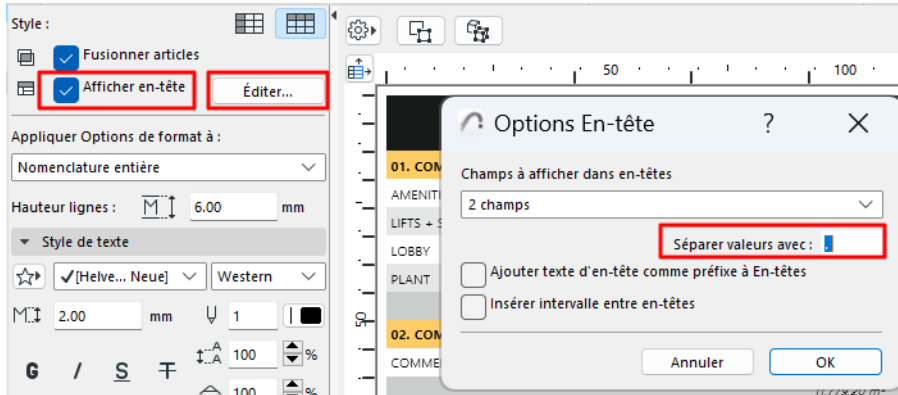 Style :
Fusionner articles
Afficher en-tête
Éditer...
Appliquer Options de format à :
Nomenclature entière
Hauteur lignes :
6.00
mm
Style de texte
[Helve... Neue]
Western
2.00
mm
1
100
%
G I S T
100
%
50
100
01. COM
AMENITI
LIFTS + S
LOBBY
PLANT
02. COM
COMME
Options En-tête
?
Champs à afficher dans en-têtes
2 champs
Séparer valeurs avec : .
Ajouter texte d'en-tête comme préfixe à En-têtes
Insérer intervalle entre en-têtes
Annuler
OK